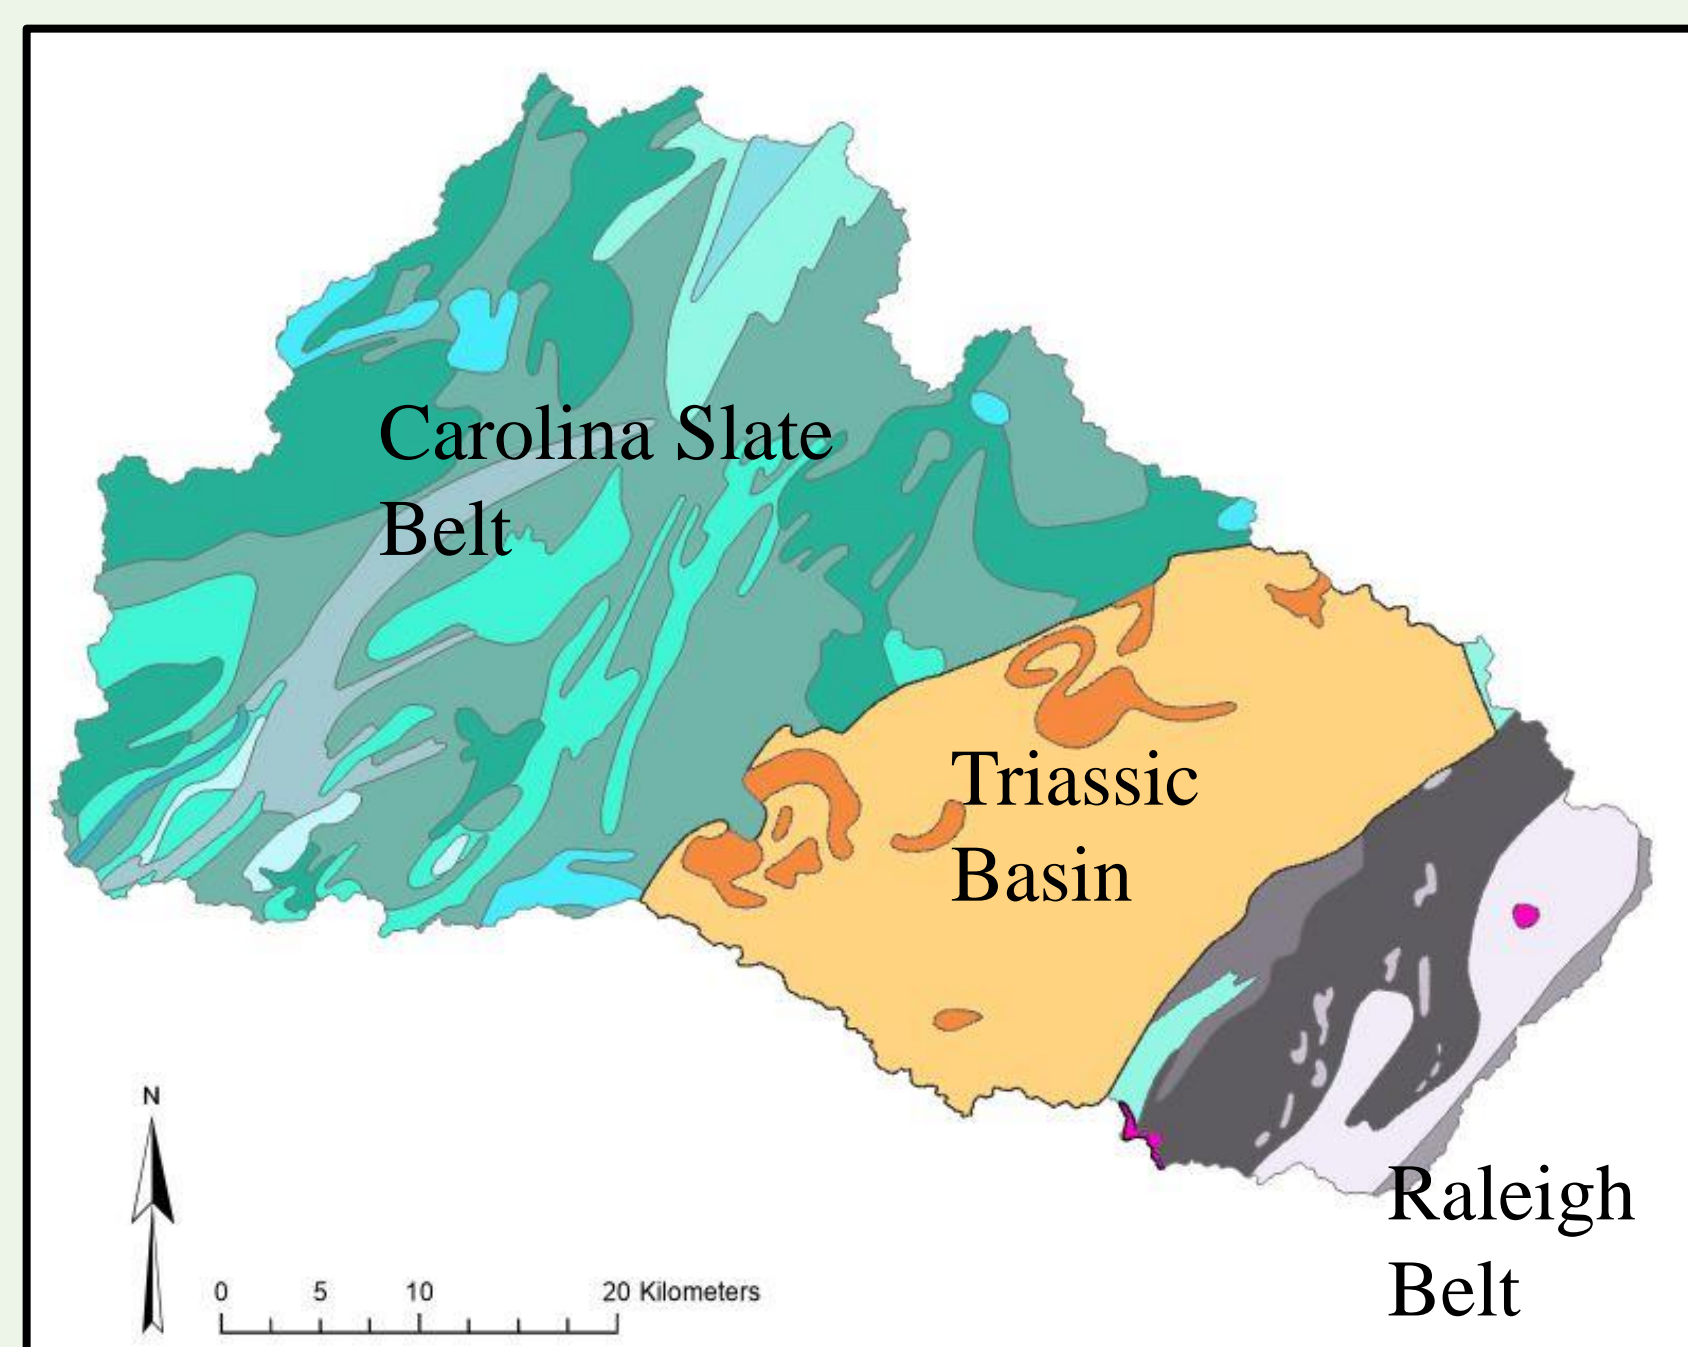 Carolina Slate
Belt
Triassic
Basin
Raleigh
Belt
N
0 5 10 20 Kilometers